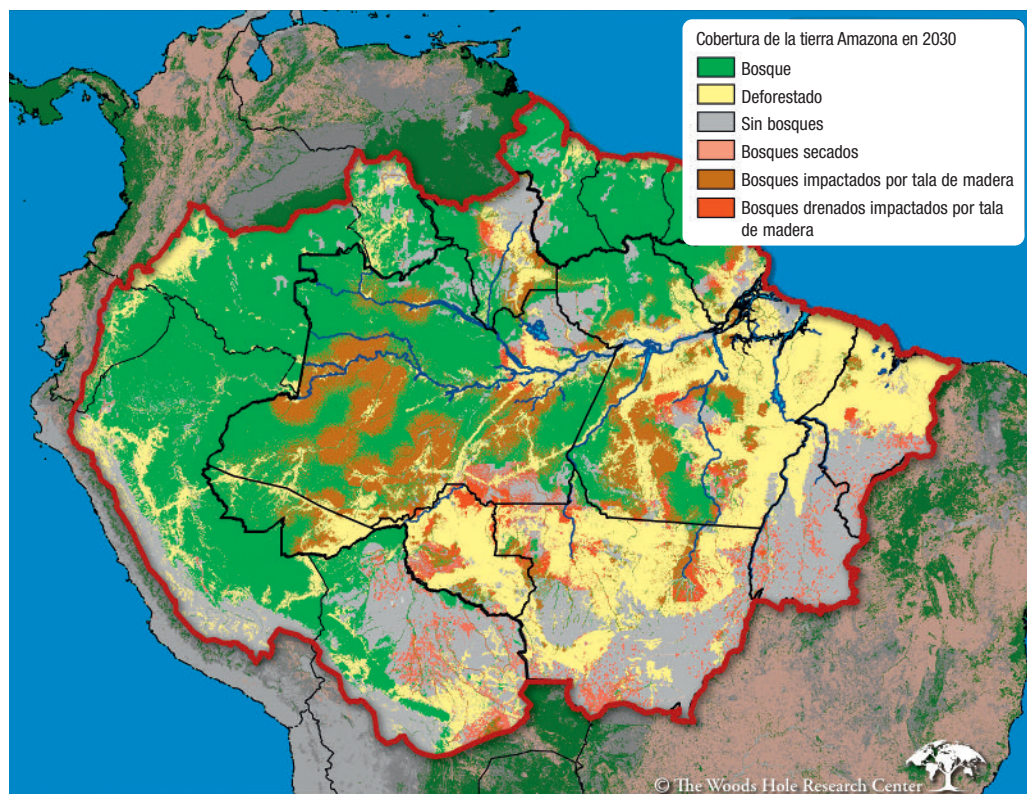 Cobertura de la tierra Amazona en 2030
Bosque
Deforestado
Sin bosques
Bosques secados
Bosques impactados por tala de madera
Bosques drenados impactados por tala
de madera
© The Woods Hole Research Center